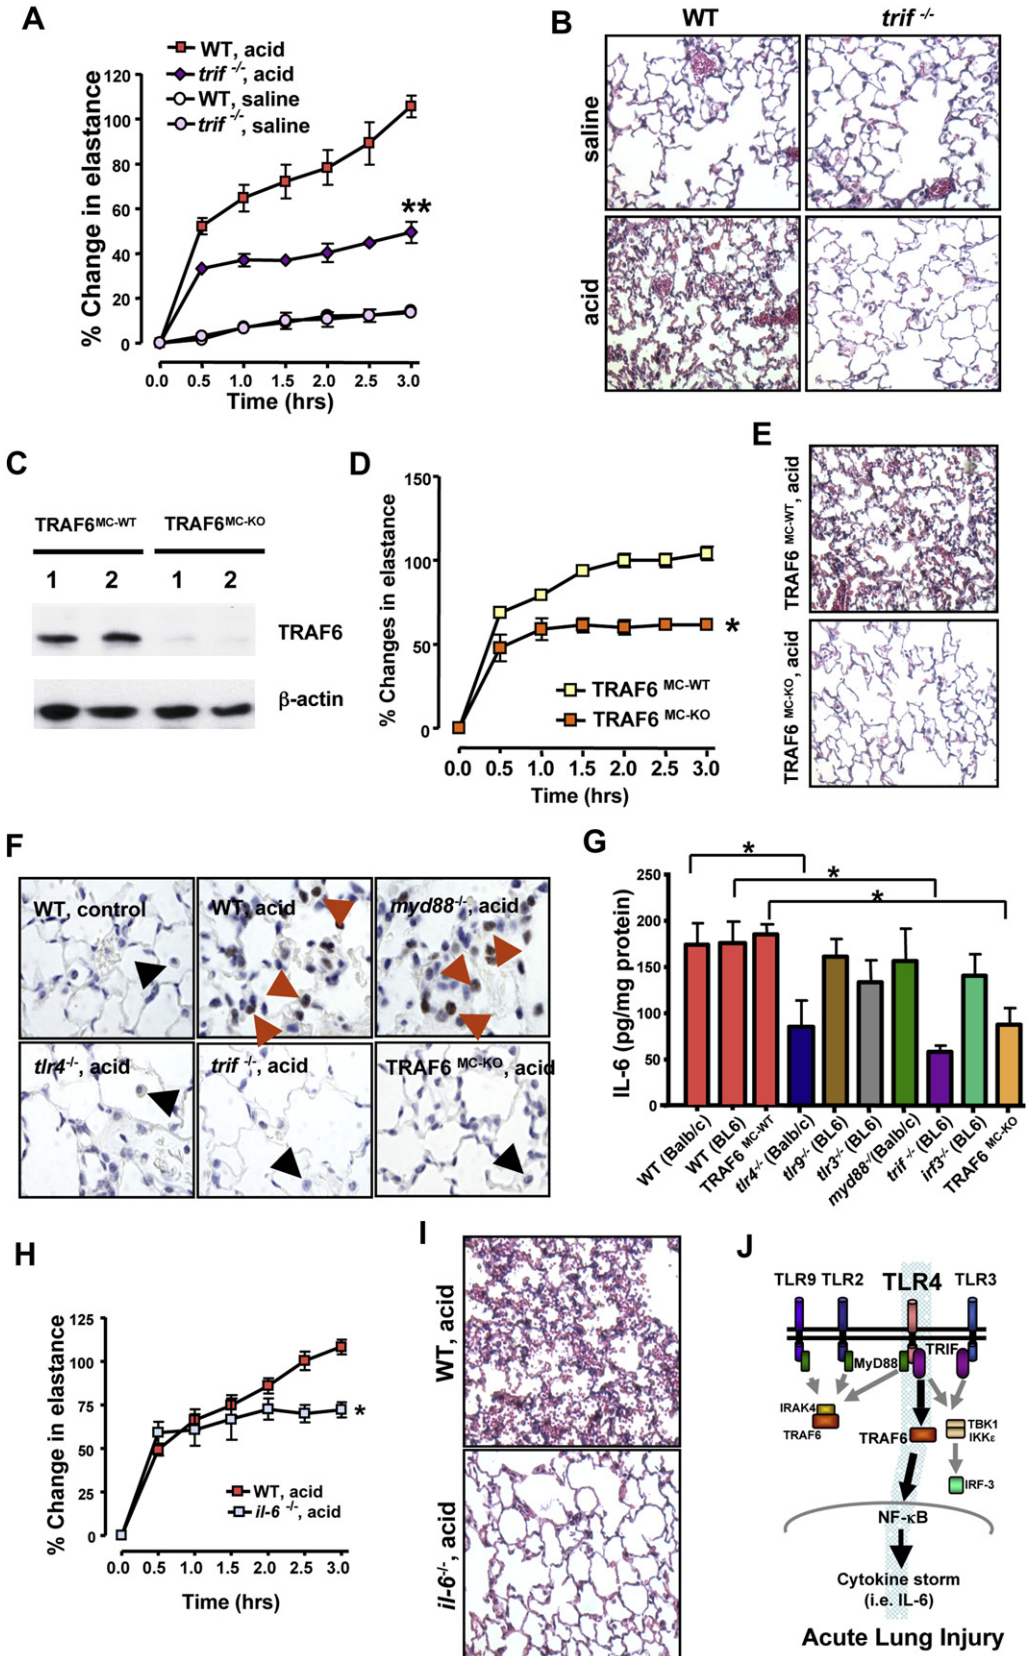 A
WT, acid
trif -/-, acid
WT, saline
trif -/-, saline
% Change in elastance
120
100
80
60
40
20
0
**
0.0 0.5 1.0 1.5 2.0 2.5 3.0
Time (hrs)
B
WT trif -/-
saline
acid
C
TRAF6MC-WT TRAF6MC-KO
1 2 1 2
TRAF6
β-actin
D
% Changes in elastance
150
100
50
0
*
TRAF6 MC-WT
TRAF6 MC-KO
0.0 0.5 1.0 1.5 2.0 2.5 3.0
Time (hrs)
E
TRAF6 MC-WT, acid
TRAF6 MC-KO, acid
F
WT, control
WT, acid
myd88-/-, acid
tlr4-/-, acid
trif -/-, acid
TRAF6 MC-KO, acid
G
IL-6 (pg/mg protein)
250
200
150
100
50
0
*
*
*
WT (Balb/c)
WT (BL6)
TRAF6 MC-WT
tlr4-/- (Balb/c)
tlr9-/- (BL6)
tlr3-/- (BL6)
myd88-/(Balb/c)
trif -/- (BL6)
irf3-/- (BL6)
TRAF6 MC-KO
H
% Change in elastance
125
100
75
50
25
0
*
WT, acid
il-6 -/-, acid
0.0 0.5 1.0 1.5 2.0 2.5 3.0
Time (hrs)
I
WT, acid
il-6-/-, acid
J
TLR9 TLR2 TLR4 TLR3
MyD88 TRIF
IRAK4
TRAF6
TRAF6
TBK1
IKKε
IRF-3
NF-κB
Cytokine storm
(i.e. IL-6)
Acute Lung Injury